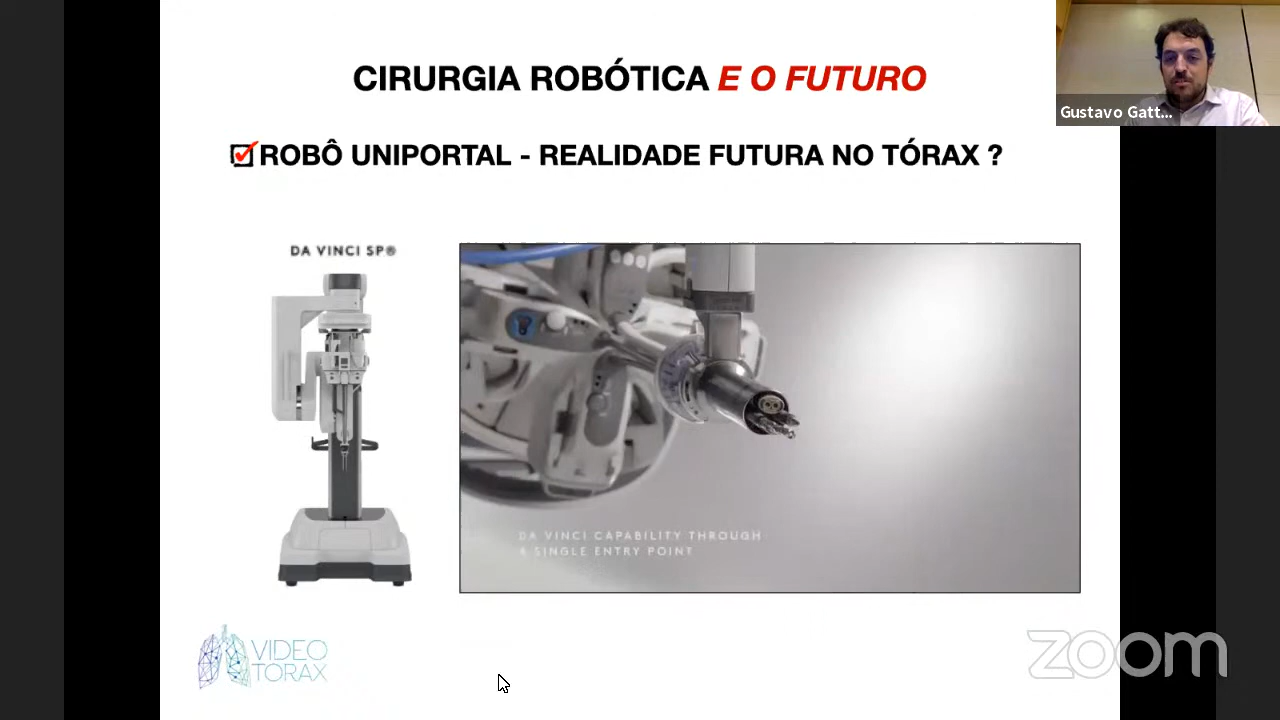 CIRURGIA ROBÓTICA E O FUTURO
Gustavo Gatt...
ROBÔ UNIPORTAL - REALIDADE FUTURA NO TÓRAX ?
DA VINCI SP®
DA VINCI CAPABILITY THROUGH
A SINGLE ENTRY POINT
VIDEO
TORAX
zoom